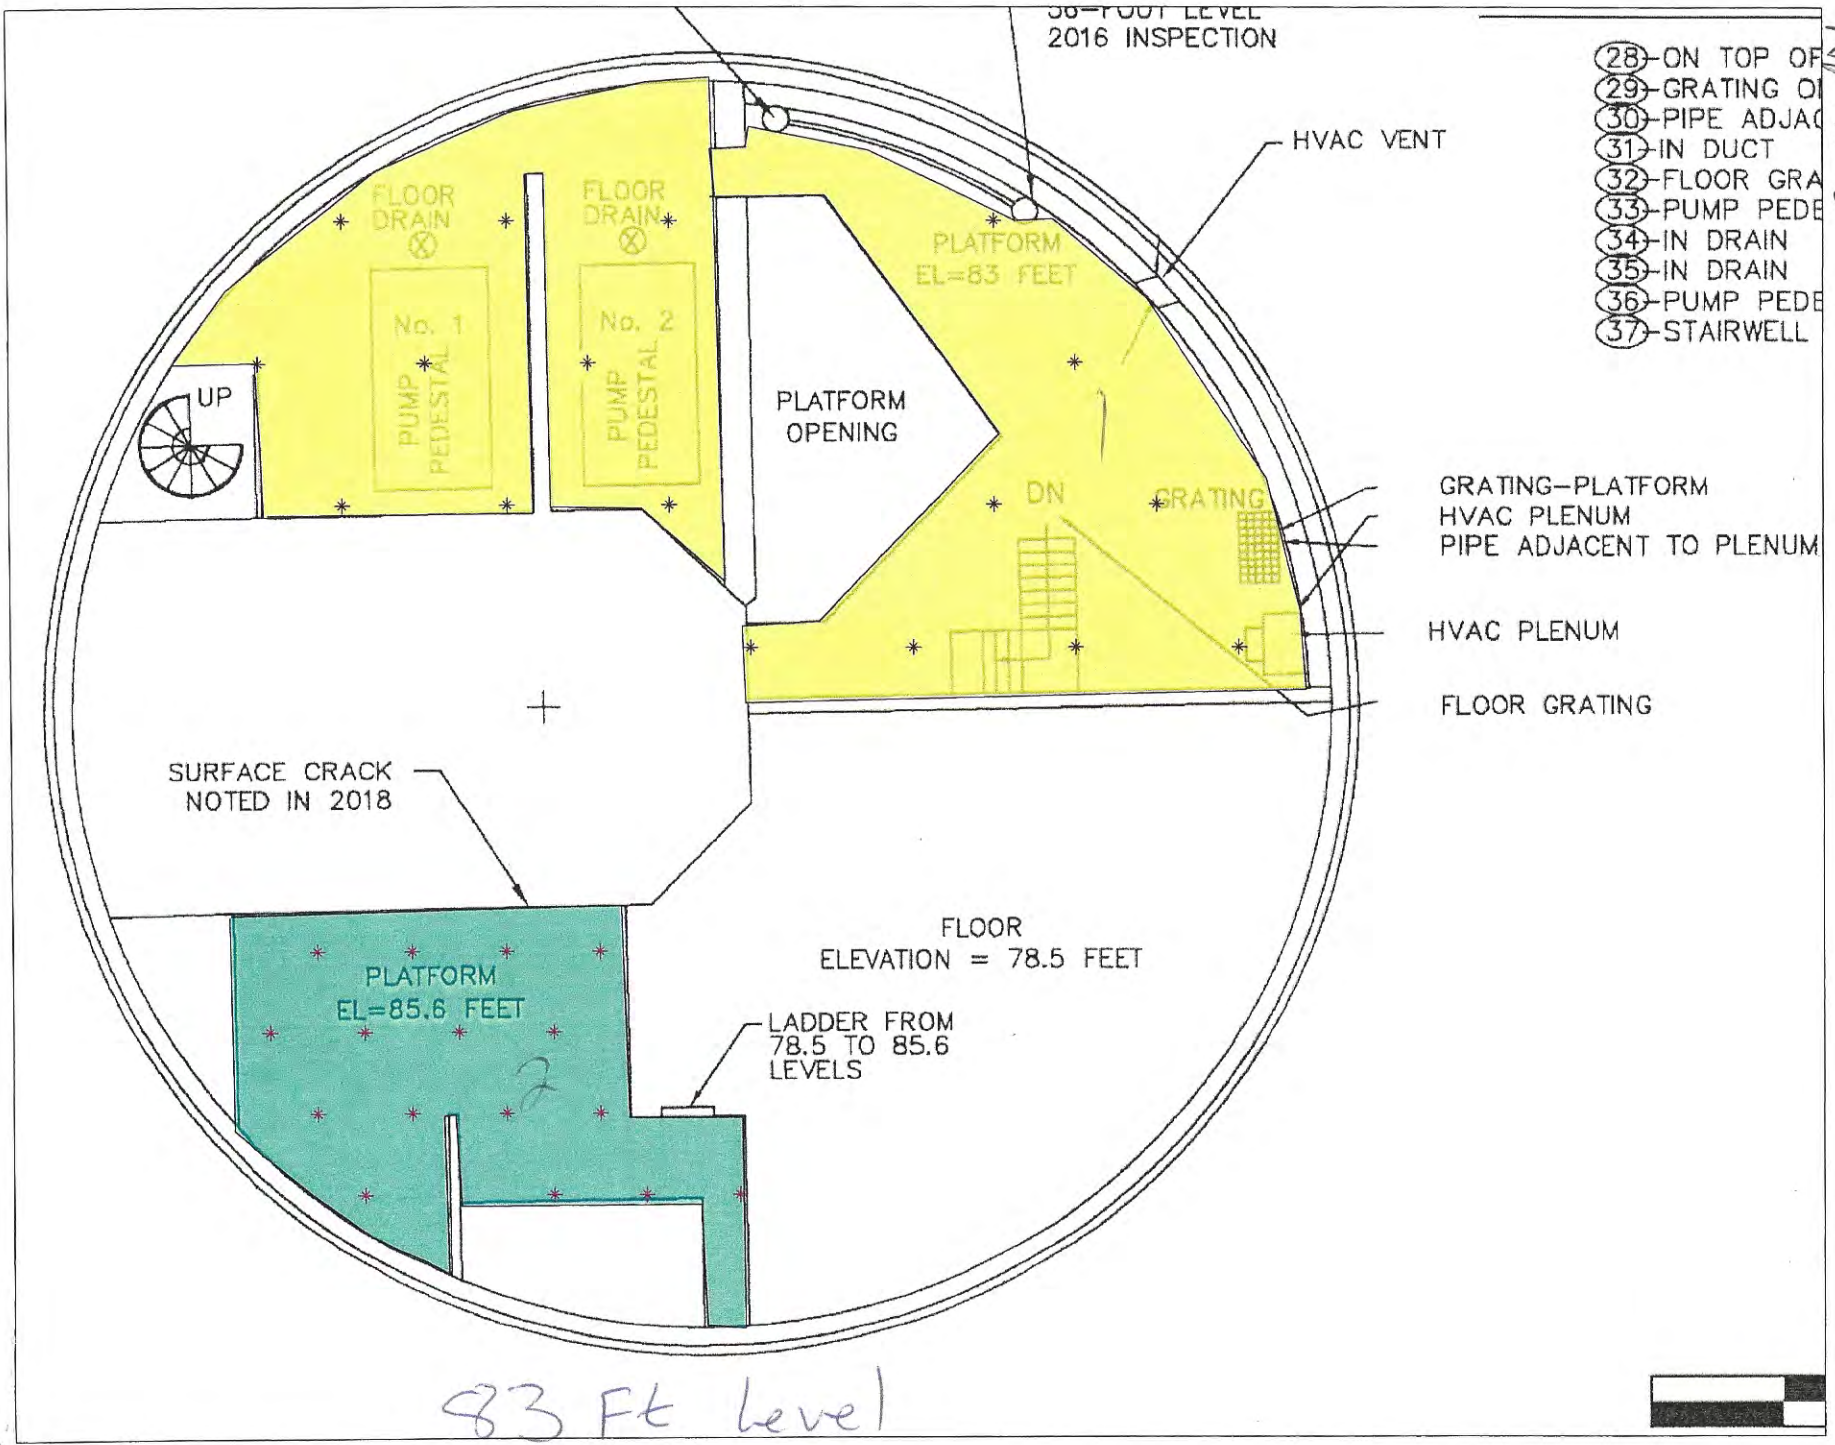 2016 INSPECTION
HVAC VENT
28-ON TOP OF
29-GRATING
30-PIPE
31-IN DUCT
32-FLOOR
33-PUMP
34-IN DRAIN
35-IN DRAIN
36-PUMP
37-STAIRWELL
FLOOR
DRAIN
FLOOR
DRAIN
PLATFORM
EL=83 FEET
No. 1
PUMP
PEDESTAL
No. 2
PUMP
PEDESTAL
UP
PLATFORM
OPENING
1
DN
GRATING
GRATING-PLATFORM
HVAC PLENUM
PIPE ADJACENT TO PLENUM
HVAC PLENUM
FLOOR GRATING
SURFACE CRACK
NOTED IN 2018
FLOOR
ELEVATION = 78.5 FEET
PLATFORM
EL=85.6 FEET
2
LADDER FROM
78.5 TO 85.6
LEVELS
83 Ft Level